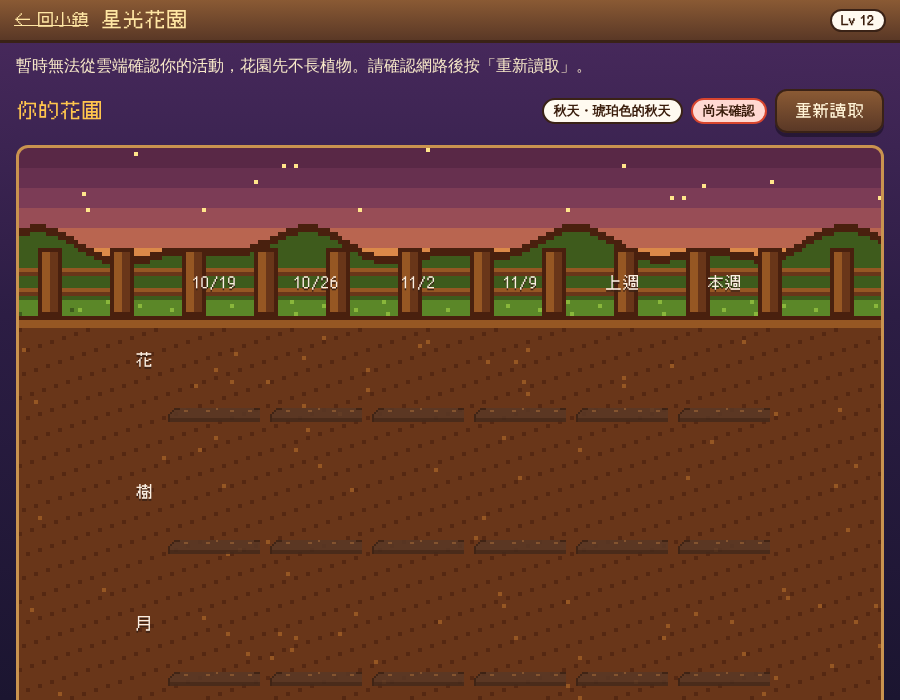 ← 回小鎮 星光花園 Lv 12
暫時無法從雲端確認你的活動，花園先不長植物。請確認網路後按「重新讀取」。
你的花圃 秋天・琥珀色的秋天 尚未確認 重新讀取
10/19 10/26 11/2 11/9 上週 本週
花
樹
月